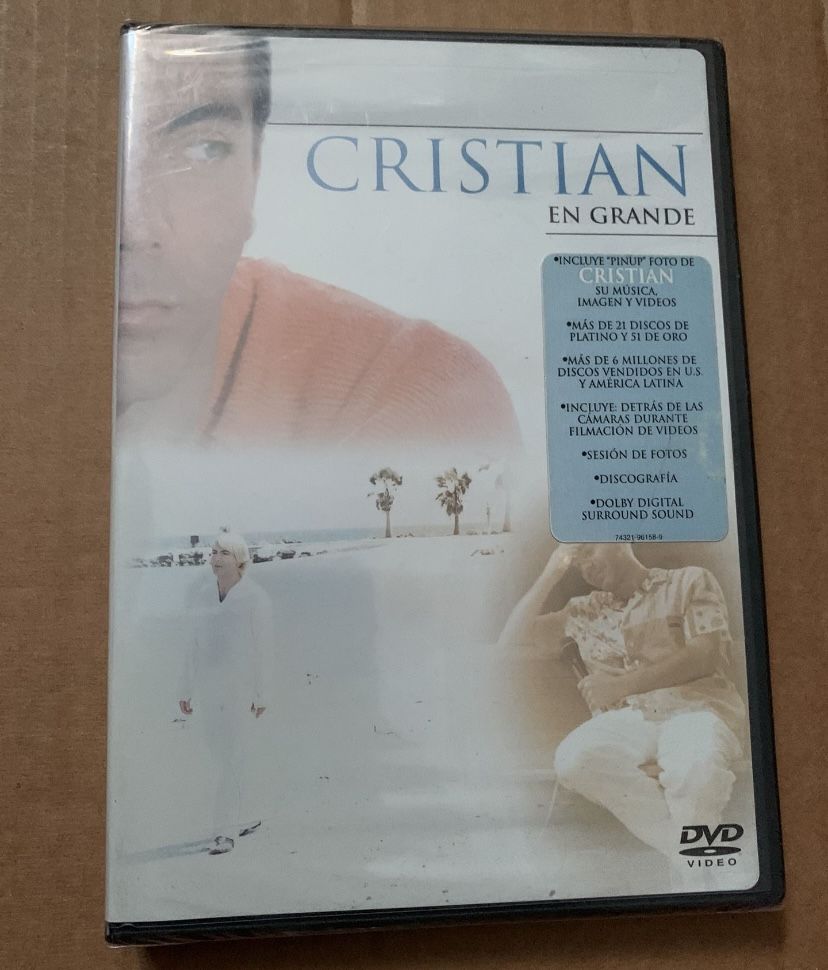 CRISTIAN
EN GRANDE
•INCLUYE "PINUP" FOTO DE
CRISTIAN
SU MÚSICA,
IMAGEN Y VIDEOS
•MÁS DE 21 DISCOS DE
PLATINO Y 51 DE ORO
•MÁS DE 6 MILLONES DE
DISCOS VENDIDOS EN U.S.
Y AMÉRICA LATINA
•INCLUYE: DETRÁS DE LAS
CÁMARAS DURANTE
FILMACIÓN DE VIDEOS
•SESIÓN DE FOTOS
•DISCOGRAFÍA
•DOLBY DIGITAL
SURROUND SOUND
74321-96158-9
DVD
VIDEO